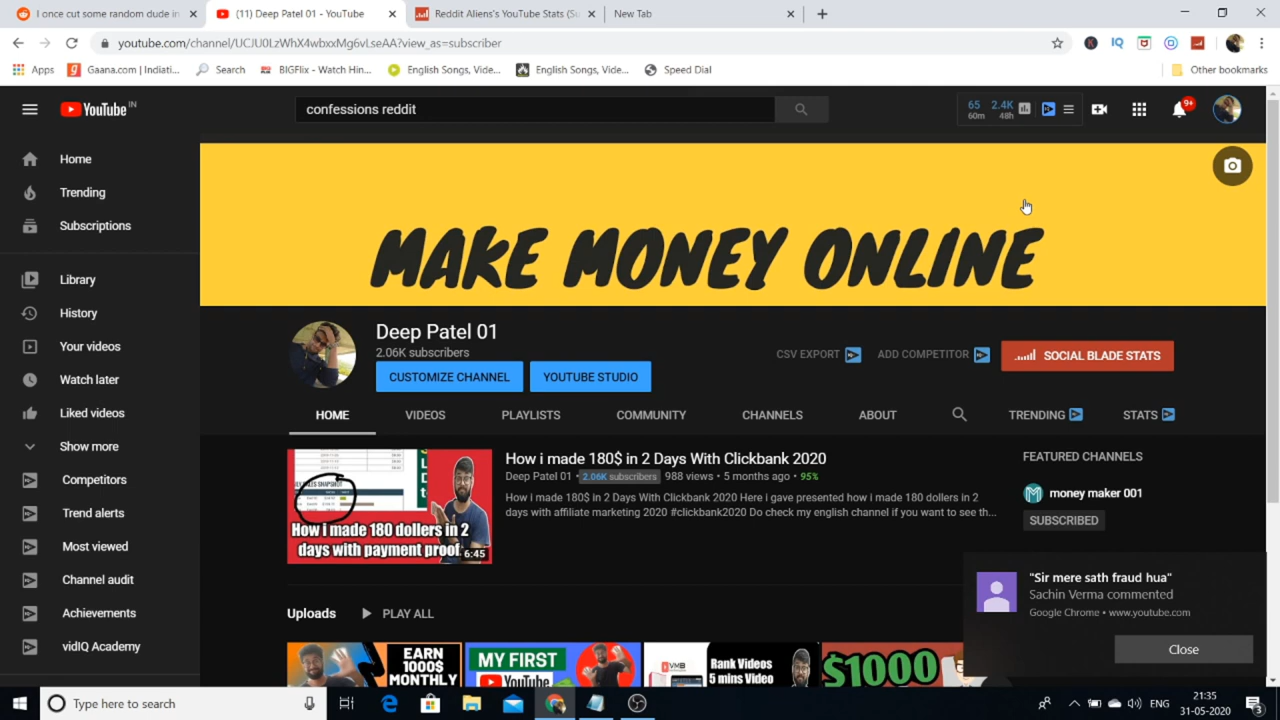 I once cut some random dude in
(11) Deep Patel 01 - YouTube
Reddit Aliens's YouTube Stats (Su
New Tab
youtube.com/channel/UCJU0LzWhX4wbxxMg6vLseAA?view_as=subscriber
Apps
Gaana.com | Indiati...
Search
BIGFlix - Watch Hin...
English Songs, Vide...
English Songs, Vide...
Speed Dial
Other bookmarks
YouTube IN
confessions reddit
65 60m
2.4K 48h
9+
Home
Trending
Subscriptions
Library
History
Your videos
Watch later
Liked videos
Show more
Competitors
Trend alerts
Most viewed
Channel audit
Achievements
vidIQ Academy
MAKE MONEY ONLINE
Deep Patel 01
2.06K subscribers
CUSTOMIZE CHANNEL
YOUTUBE STUDIO
CSV EXPORT
ADD COMPETITOR
SOCIAL BLADE STATS
HOME
VIDEOS
PLAYLISTS
COMMUNITY
CHANNELS
ABOUT
TRENDING
STATS
How i made 180 dollers in 2
days with payment proof
6:45
How i made 180$ in 2 Days With Clickbank 2020
Deep Patel 01 • 2.06K subscribers • 988 views • 5 months ago • 95%
How i made 180$ in 2 Days With Clickbank 2020 Here i gave presented how i made 180 dollers in 2
days with affiliate marketing 2020 #clickbank2020 Do check my english channel if you want to see th...
FEATURED CHANNELS
money maker 001
SUBSCRIBED
"Sir mere sath fraud hua"
Sachin Verma commented
Google Chrome • www.youtube.com
Close
Uploads
PLAY ALL
EARN
1000$
MONTHLY
MY FIRST
YouTube
VMB
Rank Videos
5 mins Video
$1000
Type here to search
ENG
21:35
31-05-2020
3